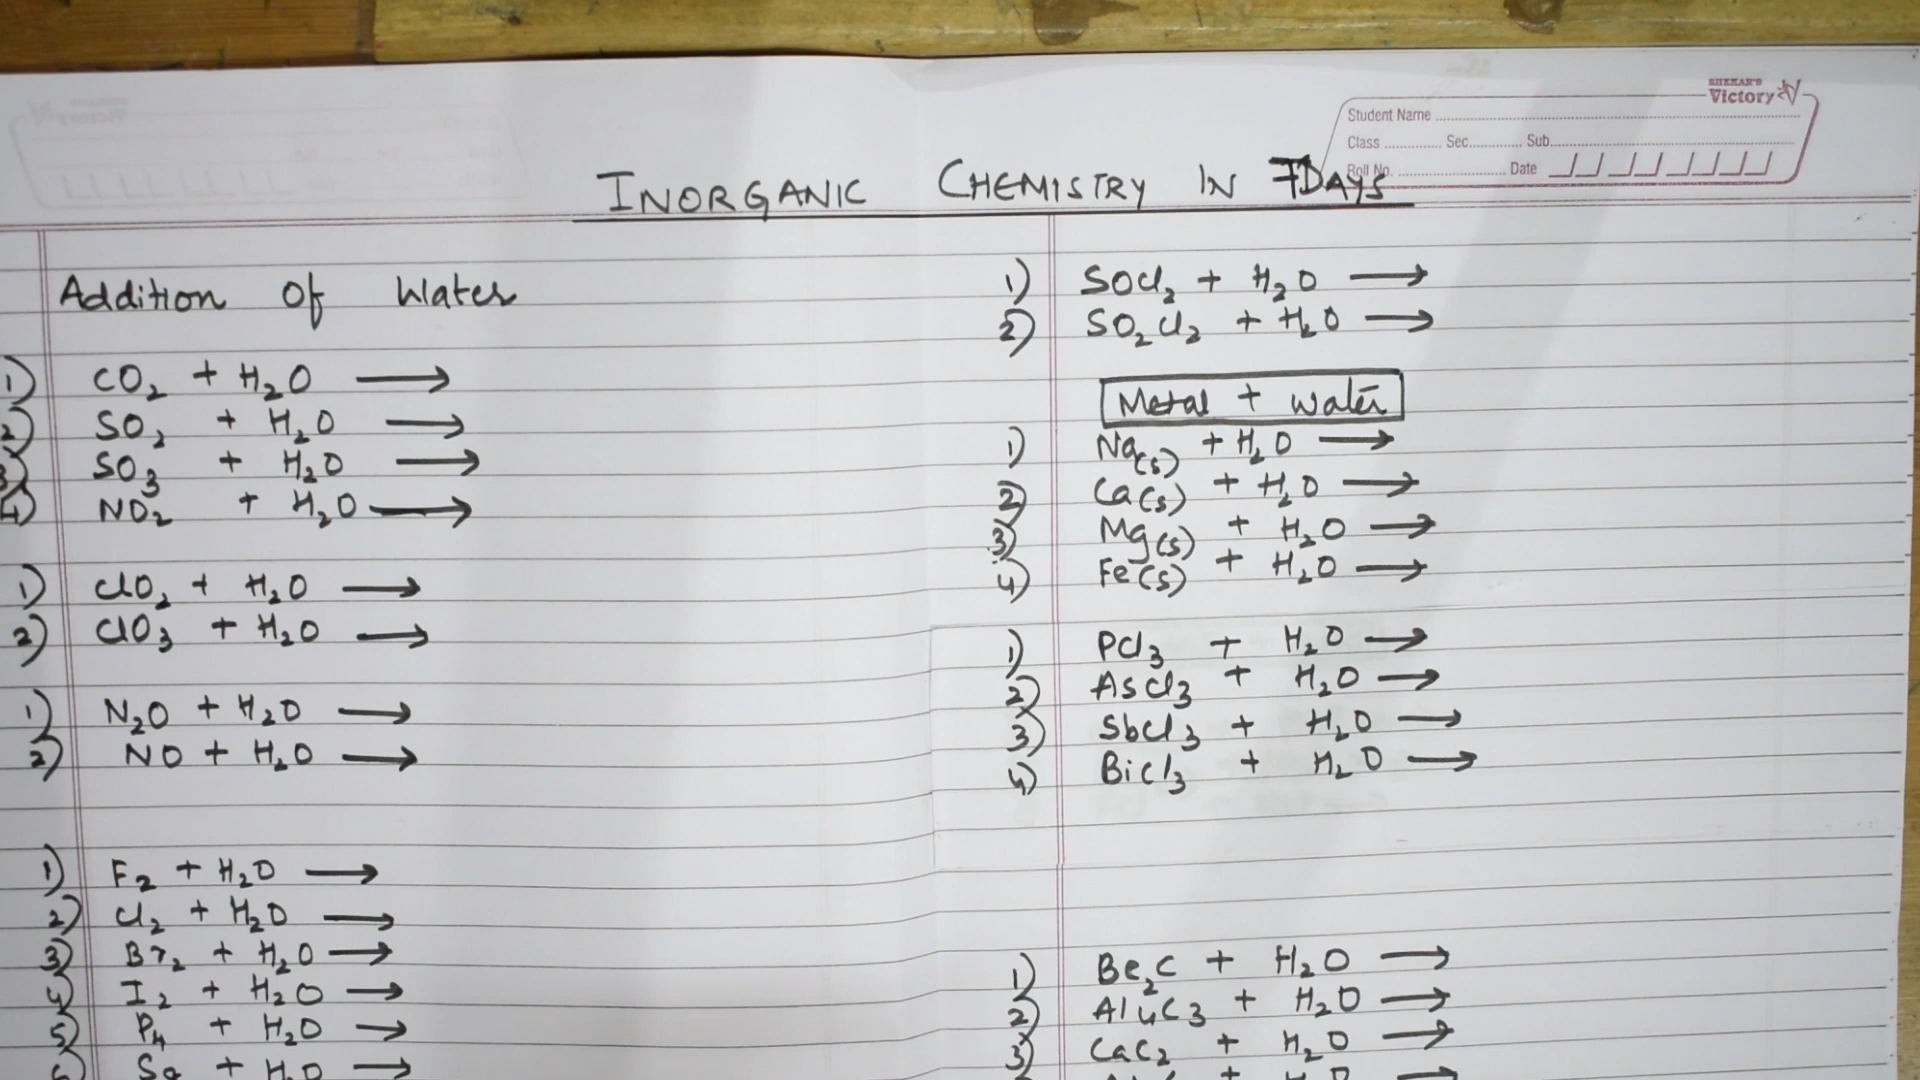 SHEKAR'S
Victory
Student Name
Class Sec. Sub.
Roll No. Date
INORGANIC CHEMISTRY IN 7DAYS
Addition Of Water
1) CO₂ + H₂O ⟶
2) SO₂ + H₂O ⟶
3) SO₃ + H₂O ⟶
4) NO₂ + H₂O ⟶
1) ClO₂ + H₂O ⟶
2) ClO₃ + H₂O ⟶
1) N₂O + H₂O ⟶
2) NO + H₂O ⟶
1) F₂ + H₂O ⟶
2) Cl₂ + H₂O ⟶
3) Br₂ + H₂O ⟶
4) I₂ + H₂O ⟶
5) P₄ + H₂O ⟶
+ H₂O ⟶
1) SOCl₂ + H₂O ⟶
2) SO₂Cl₂ + H₂O ⟶
Metal + Water
1) Na(s) + H₂O ⟶
2) Ca(s) + H₂O ⟶
3) Mg(s) + H₂O ⟶
4) Fe(s) + H₂O ⟶
1) PCl₃ + H₂O ⟶
2) AsCl₃ + H₂O ⟶
3) SbCl₃ + H₂O ⟶
4) BiCl₃ + H₂O ⟶
1) Be₂C + H₂O ⟶
2) Al₄C₃ + H₂O ⟶
3) CaC₂ + H₂O ⟶